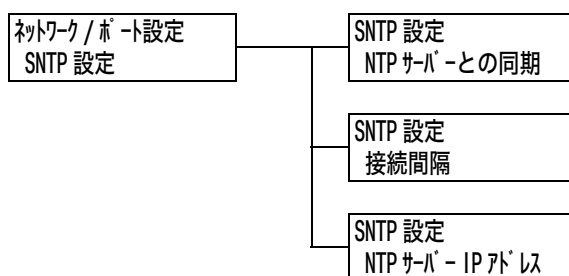 ﾈｯﾄﾜｰｸ / ﾎﾟｰﾄ設定
SNTP 設定
SNTP 設定
NTP ｻｰﾊﾞｰとの同期
SNTP 設定
接続間隔
SNTP 設定
NTP ｻｰﾊﾞｰ IP ｱﾄﾞﾚｽ